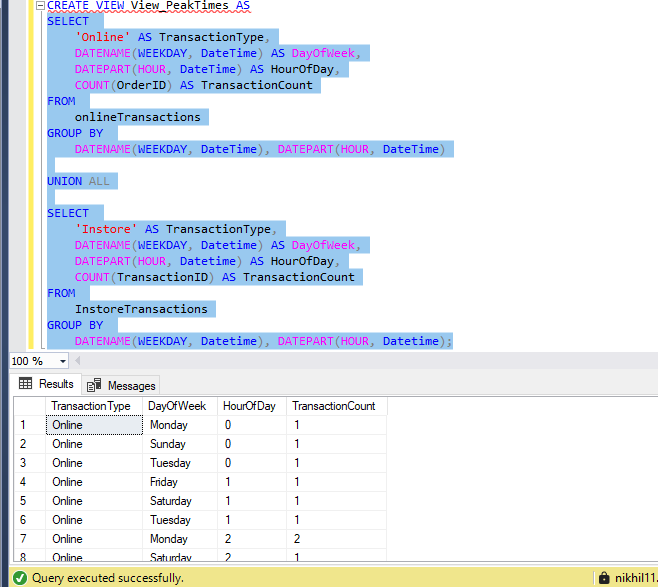 CREATE VIEW View_PeakTimes AS
SELECT
'Online' AS TransactionType,
DATENAME(WEEKDAY, DateTime) AS DayOfWeek,
DATEPART(HOUR, DateTime) AS HourOfDay,
COUNT(OrderID) AS TransactionCount
FROM
onlineTransactions
GROUP BY
DATENAME(WEEKDAY, DateTime), DATEPART(HOUR, DateTime)
UNION ALL
SELECT
'Instore' AS TransactionType,
DATENAME(WEEKDAY, Datetime) AS DayOfWeek,
DATEPART(HOUR, Datetime) AS HourOfDay,
COUNT(TransactionID) AS TransactionCount
FROM
InstoreTransactions
GROUP BY
DATENAME(WEEKDAY, Datetime), DATEPART(HOUR, Datetime);
100 %
Results Messages
TransactionType DayOfWeek HourOfDay TransactionCount
1 Online Monday 0 1
2 Online Sunday 0 1
3 Online Tuesday 0 1
4 Online Friday 1 1
5 Online Saturday 1 1
6 Online Tuesday 1 1
7 Online Monday 2 2
8 Online Saturday 2 1
Query executed successfully. nikhil11